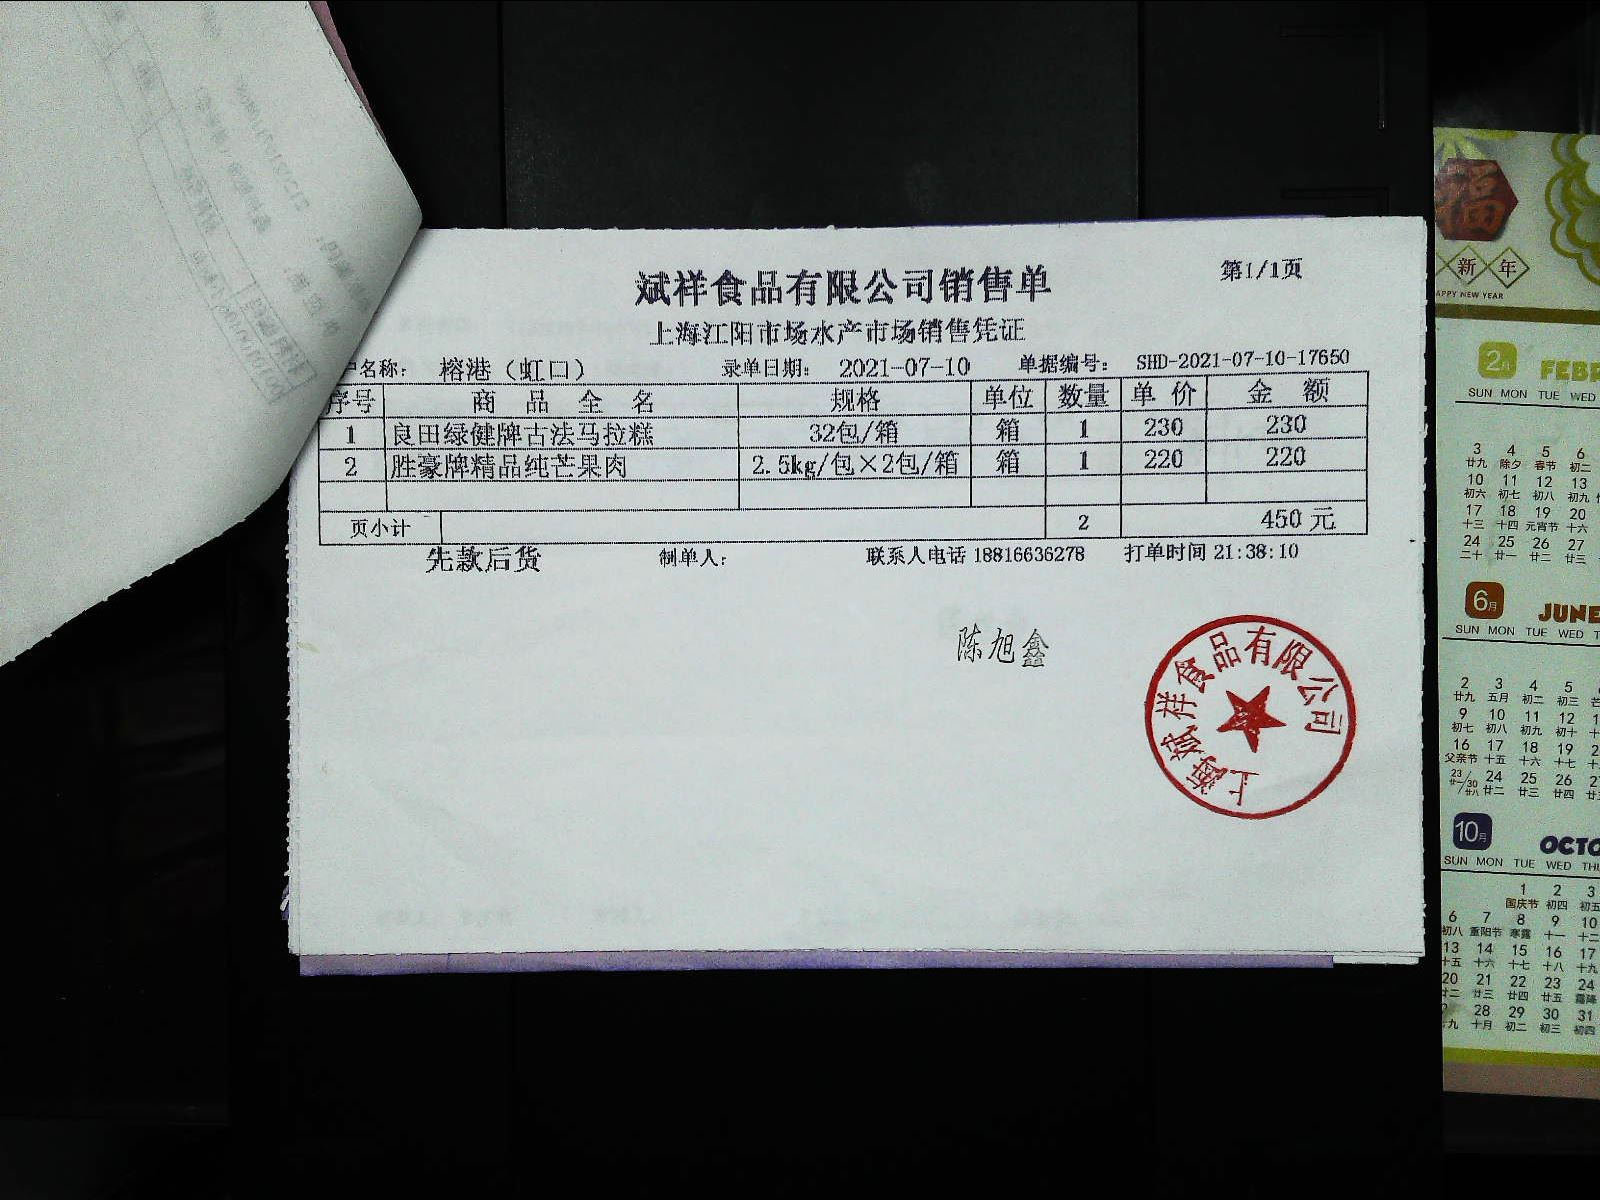 第1/1页
斌祥食品有限公司销售单
上海江阳市场水产市场销售凭证
户名称： 榕港（虹口） 录单日期： 2021-07-10 单据编号： SHD-2021-07-10-17650
序号 商品全名 规格 单位 数量 单价 金额
1 良田绿健牌古法马拉糕 32包/箱 箱 1 230 230
2 胜豪牌精品纯芒果肉 2.5kg/包×2包/箱 箱 1 220 220
页小计 2 450 元
先款后货 制单人： 联系人电话 18816636278 打单时间 21:38:10
陈旭鑫
上海斌祥食品有限公司
福
新年
APPY NEW YEAR
2月 FEBR
SUN MON TUE WED
3 4 5 6
廿九 除夕 春节 初二
10 11 12 13
初六 初七 初八 初九
17 18 19 20
十三 十四 元宵节 十六
24 25 26 27
二十 廿一 廿二 廿三
6月 JUNE
SUN MON TUE WED
2 3 4 5
廿九 五月 初二 初三
9 10 11 12
初七 初八 初九 初十
16 17 18 19
父亲节 十五 十六 十七
23/30 24 25 26
廿一/廿八 廿二 廿三 廿四
10月 OCTO
SUN MON TUE WED THU
1 2 3
国庆节 初四 初五
6 7 8 9 10
初八 重阳节 寒露 十一 十二
13 14 15 16 17
十五 十六 十七 十八 十九
20 21 22 23 24
廿二 廿三 廿四 廿五 霜降
28 29 30 31
十月 初二 初三 初四